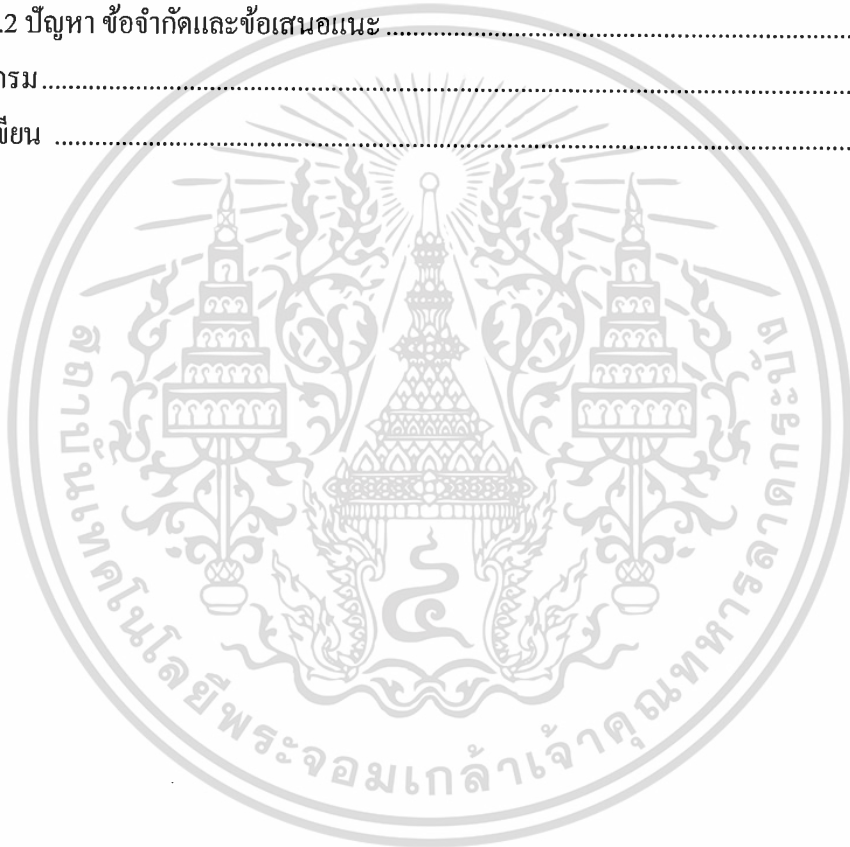 .2 ปัญหา ข้อจำกัดและข้อเสนอแนะ ........................................................................
กรม ........................................................................................................................
เขียน ......................................................................................................................
สถาบันเทคโนโลยีพระจอมเกล้าเจ้าคุณทหารลาดกระบัง
๔